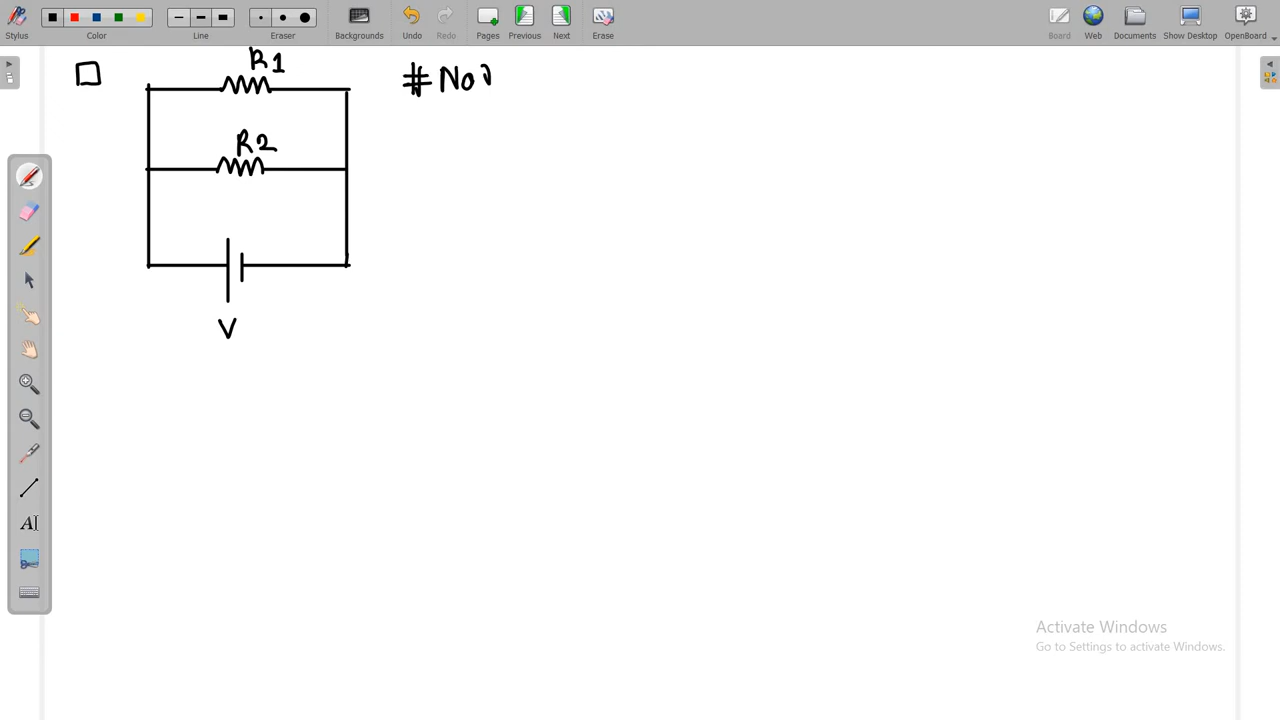 Stylus
Color
Line
Eraser
Backgrounds
Undo
Redo
Pages
Previous
Next
Erase
Board
Web
Documents
Show Desktop
OpenBoard
R1
# No
R2
V
Activate Windows
Go to Settings to activate Windows.